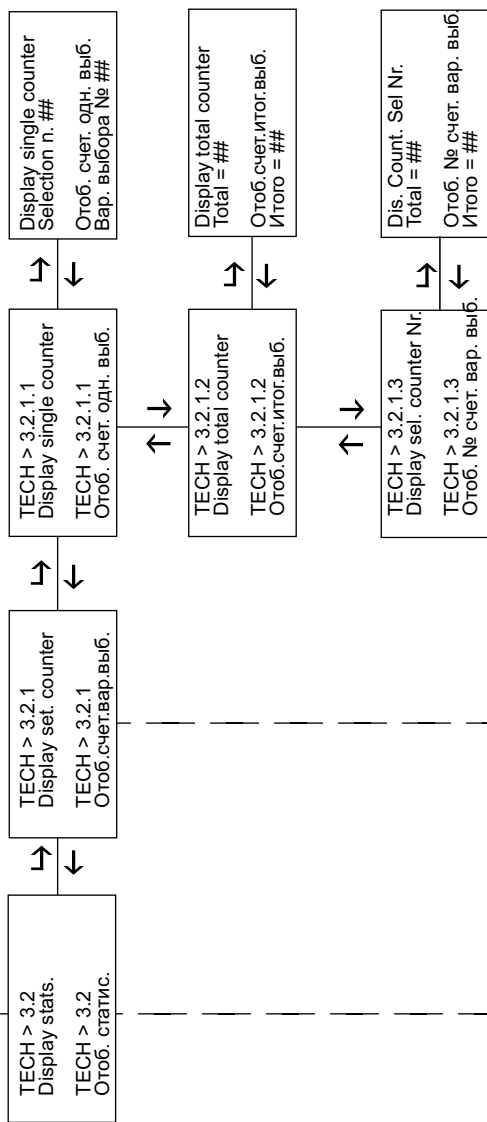 TECH > 3.2
Display stats.
TECH > 3.2
Отоб. статис.
TECH > 3.2.1
Display set. counter
TECH > 3.2.1
Отоб.счет.вар.выб.
TECH > 3.2.1.1
Display single counter
TECH > 3.2.1.1
Отоб. счет. одн. выб.
Display single counter
Selection n. ##
Отоб. счет. одн. выб.
Вар. выбора № ##
TECH > 3.2.1.2
Display total counter
TECH > 3.2.1.2
Отоб.счет.итог.выб.
Display total counter
Total = ##
Отоб.счет.итог.выб.
Итого = ##
TECH > 3.2.1.3
Display sel. counter Nr.
TECH > 3.2.1.3
Отоб. № счет. вар. выб.
Dis. Count. Sel Nr.
Total = ##
Отоб. № счет. вар. выб.
Итого = ##